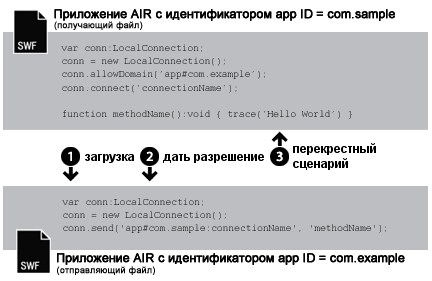 Приложение AIR с идентификатором app ID = com.sample
(получающий файл)
SWF
var conn:LocalConnection;
conn = new LocalConnection();
conn.allowDomain('app#com.example');
conn.connect('connectionName');
function methodName():void { trace('Hello World') }
1 загрузка 2 дать разрешение 3 перекрестный
сценарий
var conn:LocalConnection;
conn = new LocalConnection();
conn.send('app#com.sample:connectionName', 'methodName');
SWF
Приложение AIR с идентификатором app ID = com.example
(отправляющий файл)